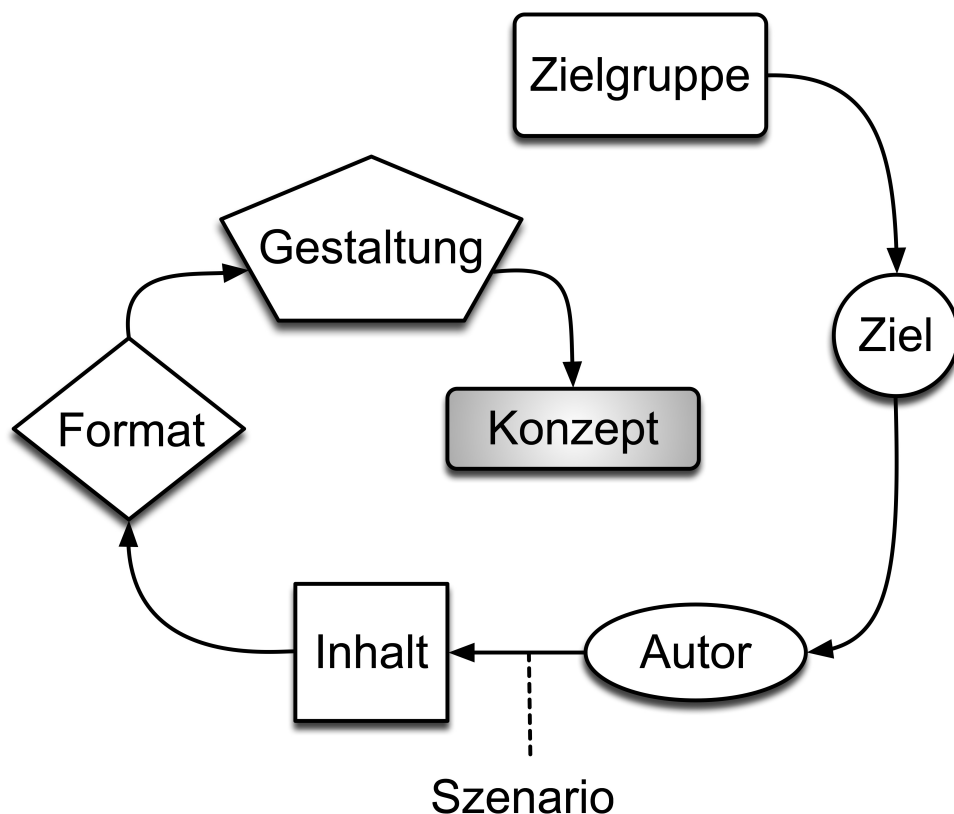 Zielgruppe
Gestaltung
Ziel
Format
Konzept
Inhalt
Autor
Szenario